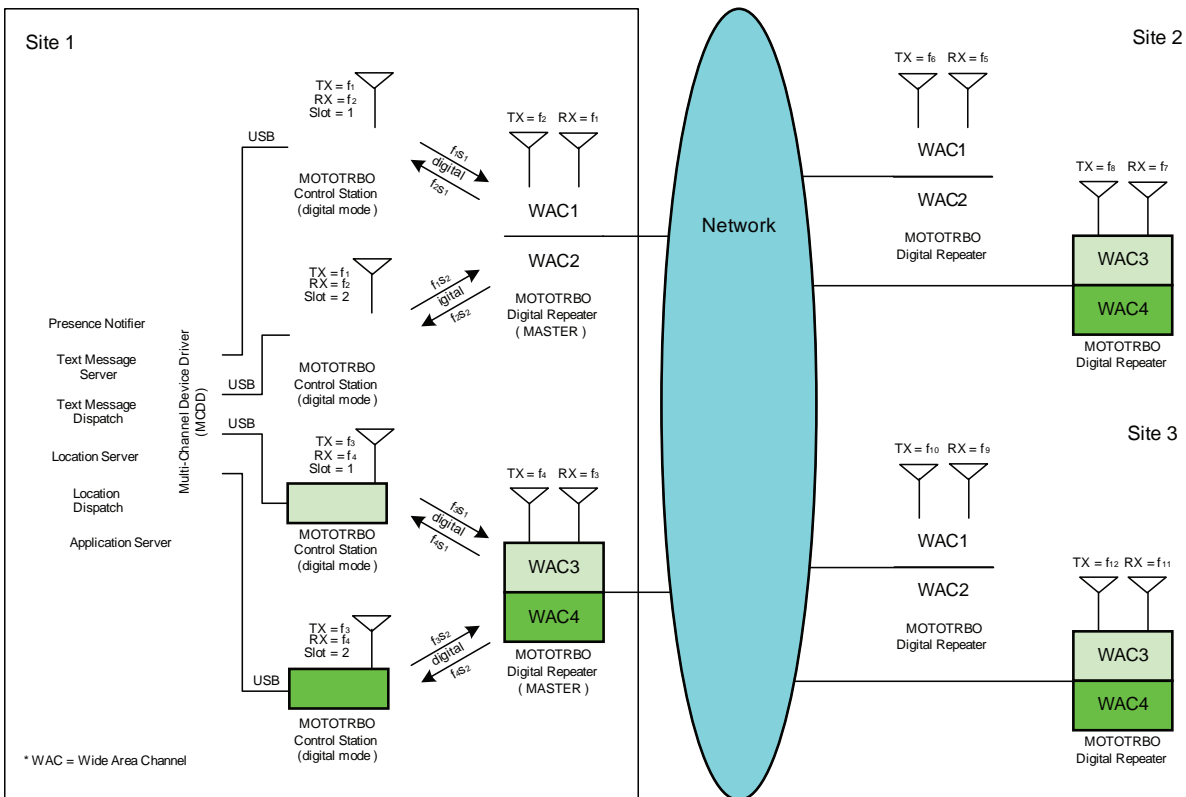 Site 1
TX = f₁
RX = f₂
Slot = 1
USB
MOTOTRBO
Control Station
(digital mode )
f₁s₁
digital
f₂s₁
TX = f₂ RX = f₁
WAC1
WAC2
MOTOTRBO
Digital Repeater
( MASTER )
TX = f₁
RX = f₂
Slot = 2
USB
MOTOTRBO
Control Station
(digital mode )
f₁s₂
igital
f₂s₂
Presence Notifier
Text Message
Server
Text Message
Dispatch
Location Server
Location
Dispatch
Application Server
Multi-Channel Device Driver
(MCDD)
USB
TX = f₃
RX = f₄
Slot = 1
MOTOTRBO
Control Station
(digital mode )
f₃s₁
digital
f₄s₁
TX = f₄ RX = f₃
WAC3
WAC4
MOTOTRBO
Digital Repeater
( MASTER )
TX = f₃
RX = f₄
Slot = 2
USB
MOTOTRBO
Control Station
(digital mode )
f₃s₂
digital
f₄s₂
* WAC = Wide Area Channel
Network
Site 2
TX = f₆ RX = f₅
WAC1
WAC2
MOTOTRBO
Digital Repeater
TX = f₈ RX = f₇
WAC3
WAC4
MOTOTRBO
Digital Repeater
Site 3
TX = f₁₀ RX = f₉
WAC1
WAC2
MOTOTRBO
Digital Repeater
TX = f₁₂ RX = f₁₁
WAC3
WAC4
MOTOTRBO
Digital Repeater